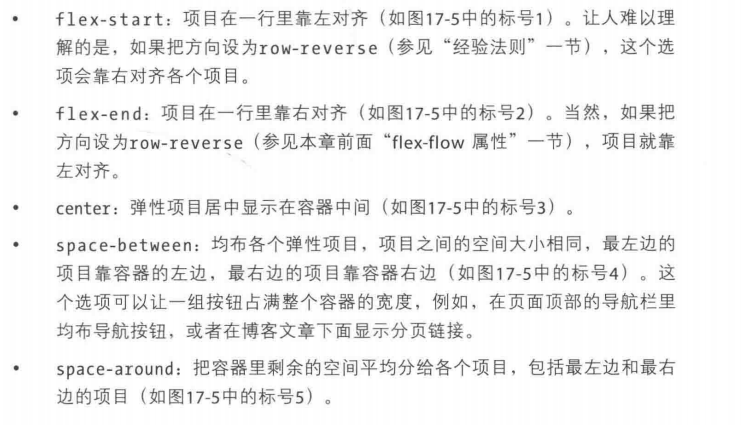 • flex-start：项目在一行里靠左对齐（如图17-5中的标号1）。让人难以理
解的是，如果把方向设为row-reverse（参见“经验法则”一节），这个选
项会靠右对齐各个项目。
• flex-end：项目在一行里靠右对齐（如图17-5中的标号2）。当然，如果把
方向设为row-reverse（参见本章前面“flex-flow 属性”一节），项目就靠
左对齐。
• center：弹性项目居中显示在容器中间（如图17-5中的标号3）。
• space-between：均布各个弹性项目，项目之间的空间大小相同，最左边的
项目靠容器的左边，最右边的项目靠容器右边（如图17-5中的标号4）。这
个选项可以让一组按钮占满整个容器的宽度，例如，在页面顶部的导航栏里
均布导航按钮，或者在博客文章下面显示分页链接。
• space-around：把容器里剩余的空间平均分给各个项目，包括最左边和最右
边的项目（如图17-5中的标号5）。